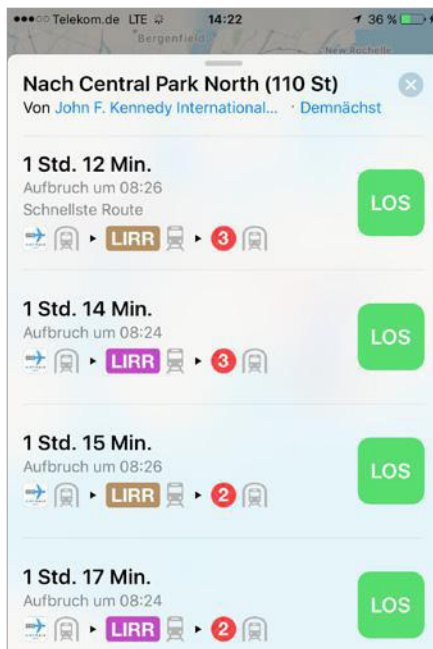 Telekom.de LTE 14:22 36 %
Bergenfield
New Rochelle
Nach Central Park North (110 St)
Von John F. Kennedy International... · Demnächst
1 Std. 12 Min.
Aufbruch um 08:26
Schnellste Route
LOS
LIRR 3
1 Std. 14 Min.
Aufbruch um 08:24
LOS
LIRR 3
1 Std. 15 Min.
Aufbruch um 08:26
LOS
LIRR 2
1 Std. 17 Min.
Aufbruch um 08:24
LOS
LIRR 2